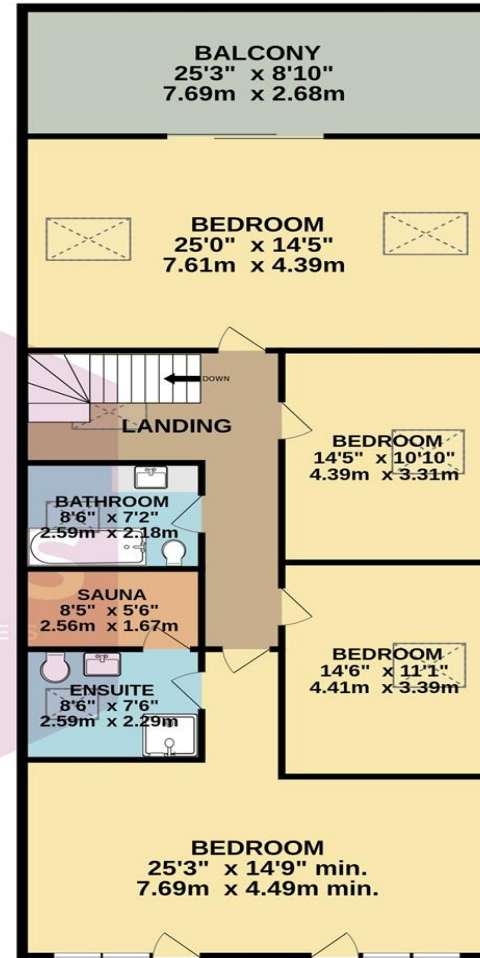 BALCONY
25'3" x 8'10"
7.69m x 2.68m
BEDROOM
25'0" x 14'5"
7.61m x 4.39m
DOWN
LANDING
BEDROOM
14'5" x 10'10"
4.39m x 3.31m
BATHROOM
8'6" x 7'2"
2.59m x 2.18m
SAUNA
8'5" x 5'6"
2.56m x 1.67m
BEDROOM
14'6" x 11'1"
4.41m x 3.39m
ENSUITE
8'6" x 7'6"
2.59m x 2.29m
BEDROOM
25'3" x 14'9" min.
7.69m x 4.49m min.